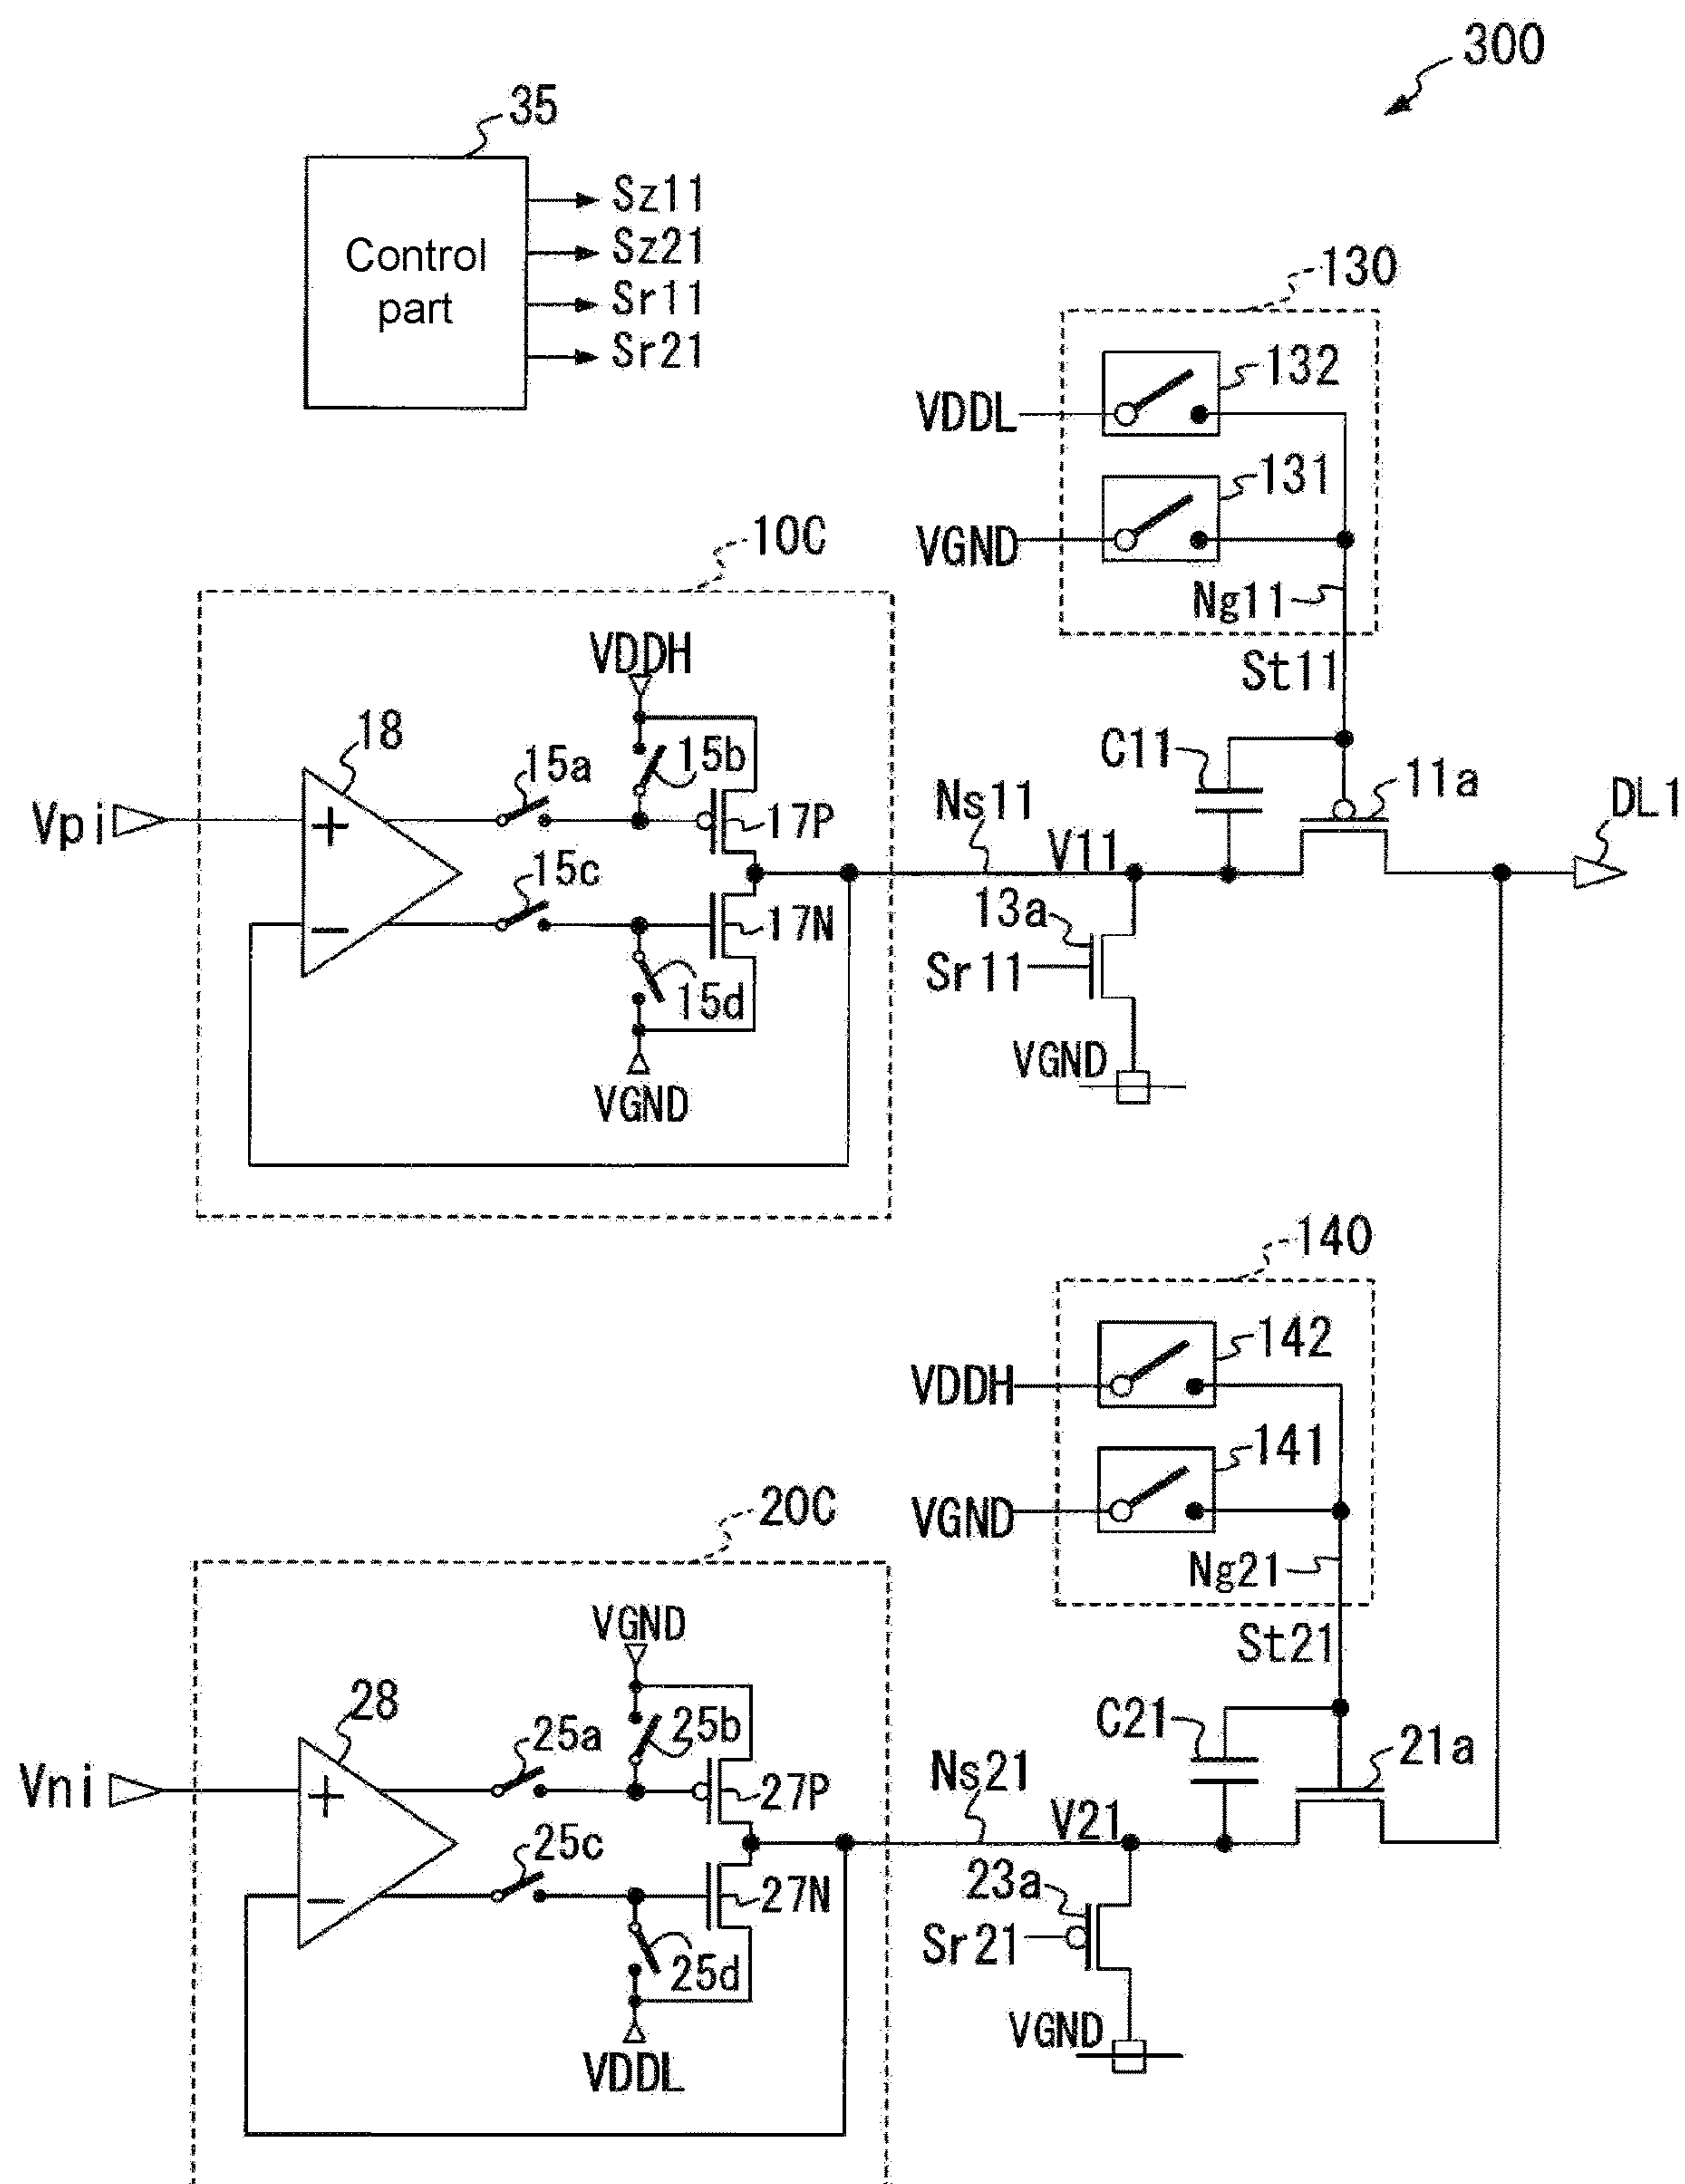 300
35
Control
part
Sz11
Sz21
Sr11
Sr21
130
132
VDDL
131
VGND
Ng11
St11
10C
VDDH
18
15a
15b
Vpi
+
17P
15c
−
17N
15d
VGND
C11
11a
DL1
Ns11
V11
13a
Sr11
VGND
140
142
VDDH
141
VGND
Ng21
St21
20C
VGND
28
25a
25b
Vni
+
27P
25c
−
27N
25d
VDDL
C21
21a
Ns21
V21
23a
Sr21
VGND